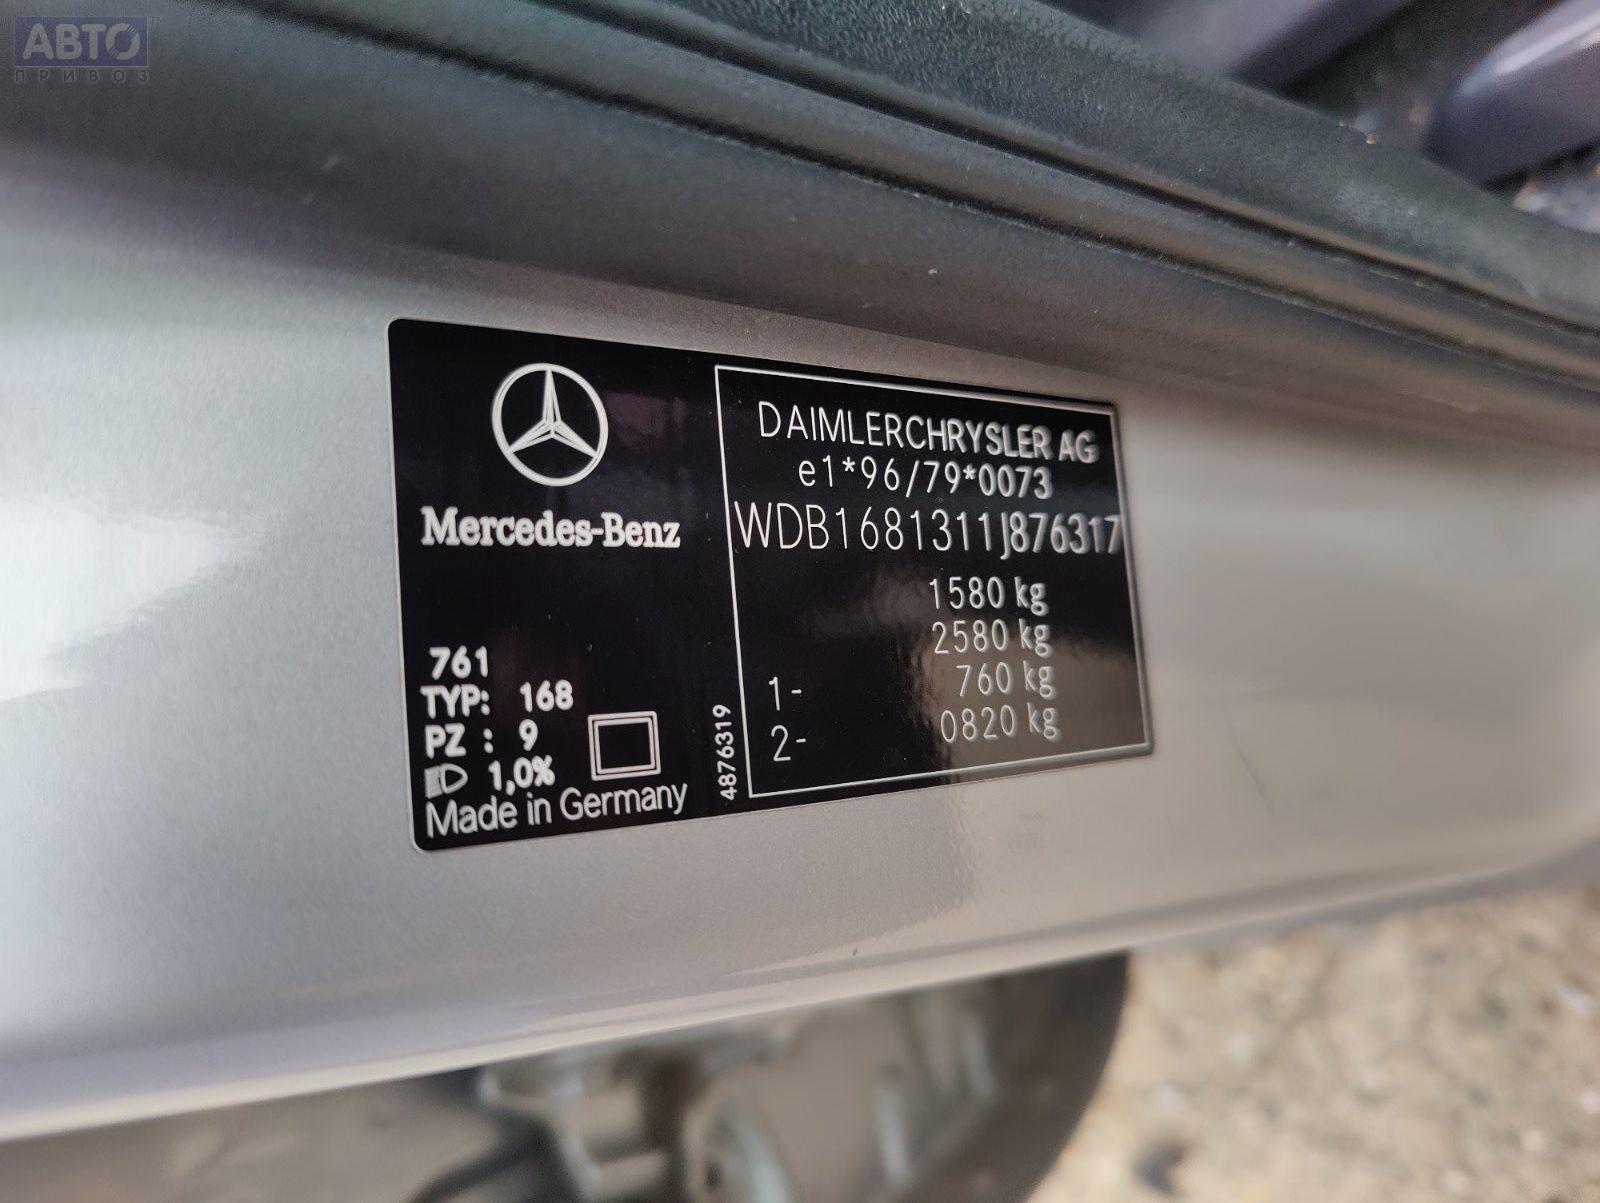 АВТО
ПРИВОЗ
Mercedes-Benz
761
TYP: 168
PZ : 9
1,0%
Made in Germany
4876319
DAIMLERCHRYSLER AG
e1*96/79*0073
WDB1681311J876317
1580 kg
2580 kg
1- 760 kg
2- 0820 kg